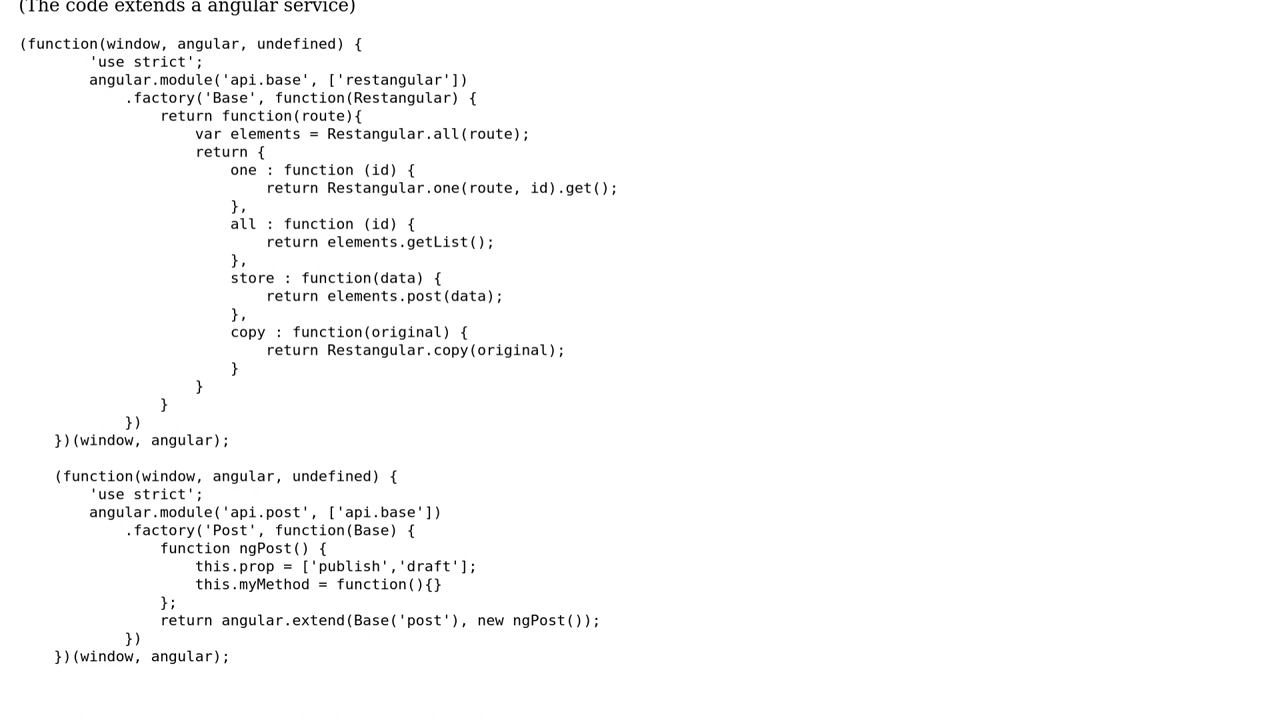 (The code extends a angular service)
(function(window, angular, undefined) {
        'use strict';
        angular.module('api.base', ['restangular'])
            .factory('Base', function(Restangular) {
                return function(route){
                    var elements = Restangular.all(route);
                    return {
                        one : function (id) {
                            return Restangular.one(route, id).get();
                        },
                        all : function (id) {
                            return elements.getList();
                        },
                        store : function(data) {
                            return elements.post(data);
                        },
                        copy : function(original) {
                            return Restangular.copy(original);
                        }
                    }
                }
            })
    })(window, angular);

    (function(window, angular, undefined) {
        'use strict';
        angular.module('api.post', ['api.base'])
            .factory('Post', function(Base) {
                function ngPost() {
                    this.prop = ['publish','draft'];
                    this.myMethod = function(){}
                };
                return angular.extend(Base('post'), new ngPost());
            })
    })(window, angular);